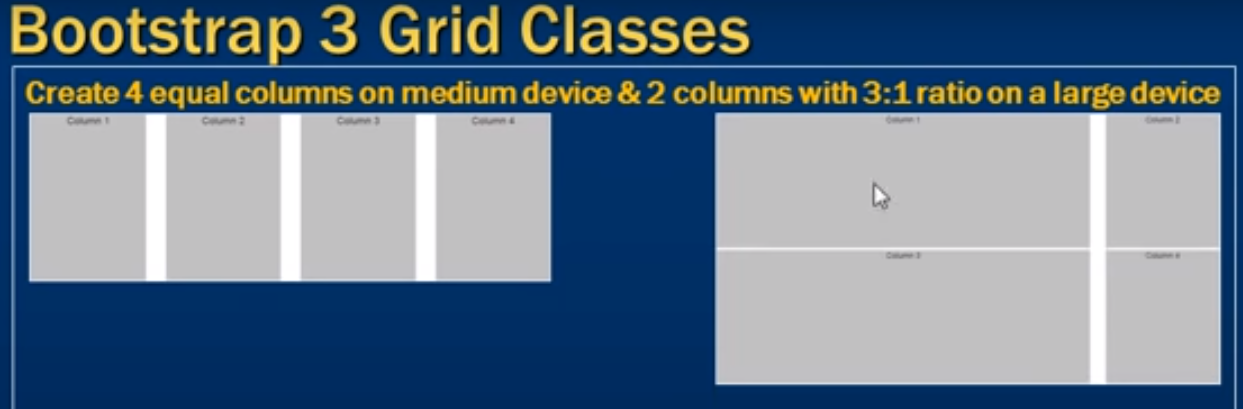 Bootstrap 3 Grid Classes
Create 4 equal columns on medium device & 2 columns with 3:1 ratio on a large device
Column 1 Column 2 Column 3 Column 4
Column 1 Column 2
Column 3 Column 4